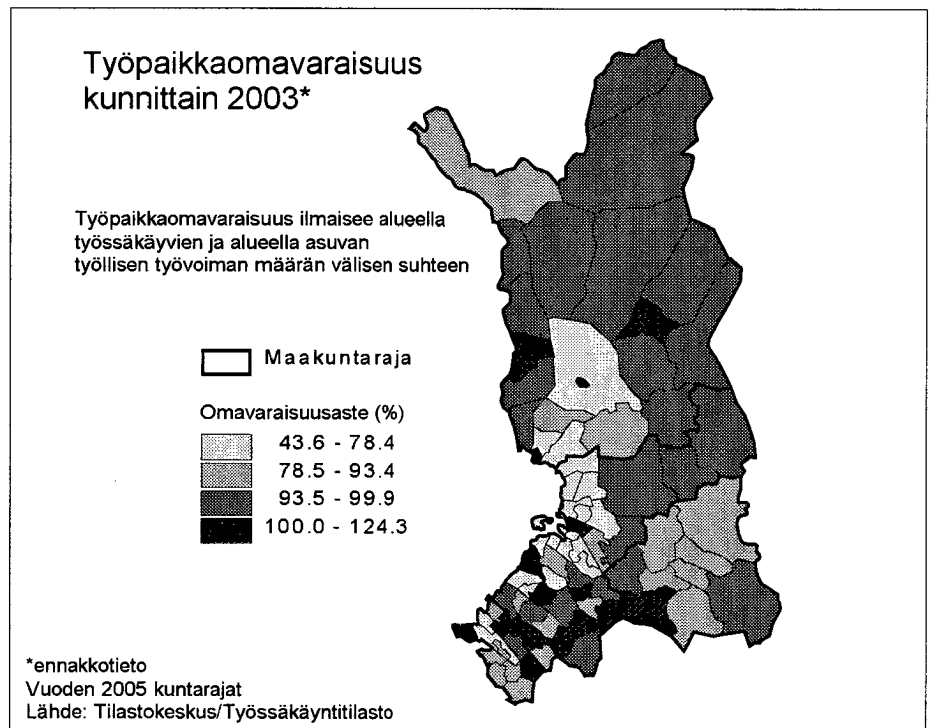 Työpaikkaomavaraisuus
kunnittain 2003*
Työpaikkaomavaraisuus ilmaisee alueella
työssäkäyvien ja alueella asuvan
työllisen työvoiman määrän välisen suhteen
Maakuntaraja
Omavaraisuusaste (%)
43.6 - 78.4
78.5 - 93.4
93.5 - 99.9
100.0 - 124.3
*ennakkotieto
Vuoden 2005 kuntarajat
Lähde: Tilastokeskus/Työssäkäyntitilasto